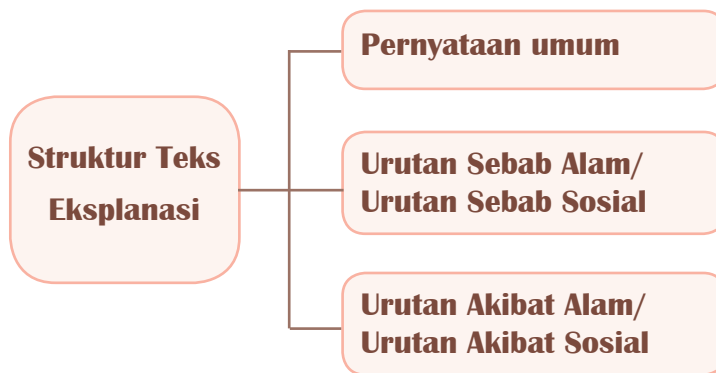 Struktur Teks
Eksplanasi
Pernyataan umum
Urutan Sebab Alam/
Urutan Sebab Sosial
Urutan Akibat Alam/
Urutan Akibat Sosial